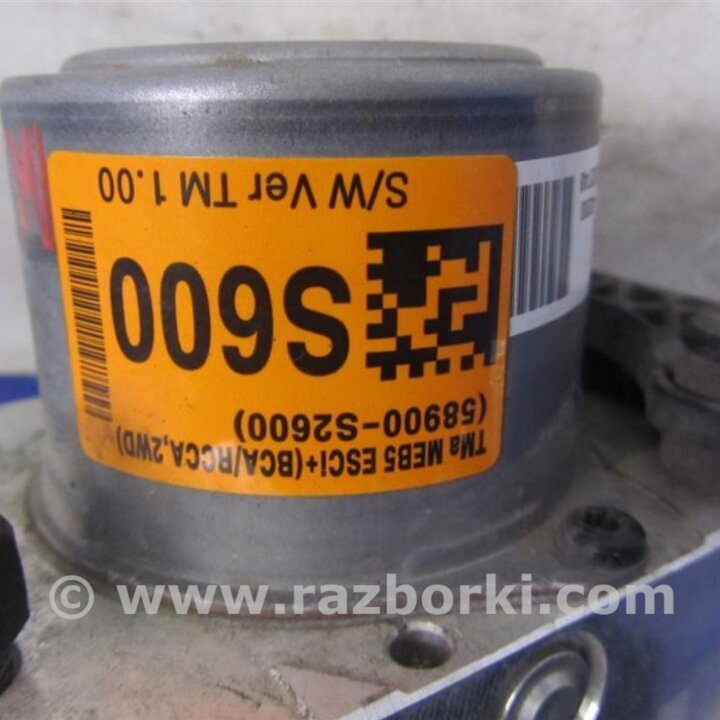 TMa MEB5 ESCi+(BCA/RCCA,2WD)
(58900-S2600)
S600
S/W Ver TM 1.00
© www.razborki.com